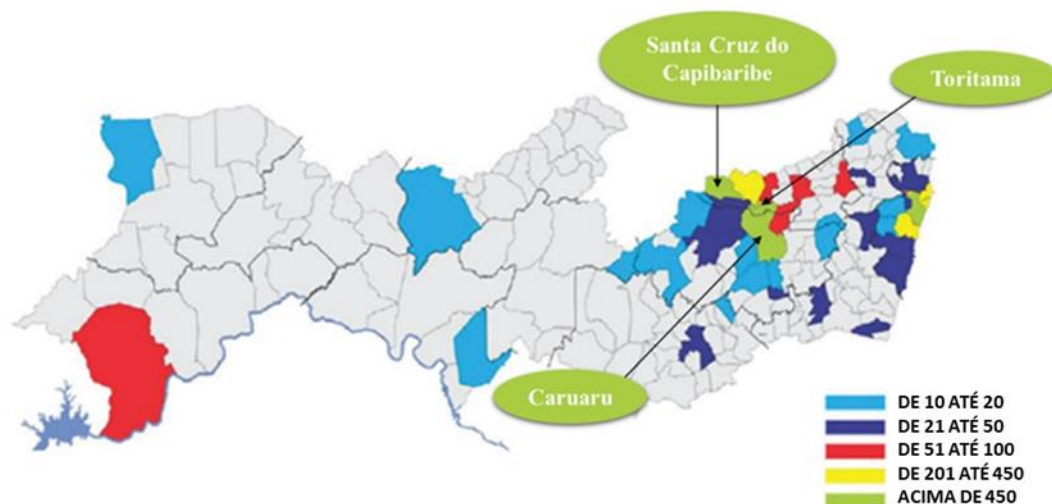 Santa Cruz do
Capibaribe
Toritama
Caruaru
DE 10 ATÉ 20
DE 21 ATÉ 50
DE 51 ATÉ 100
DE 201 ATÉ 450
ACIMA DE 450